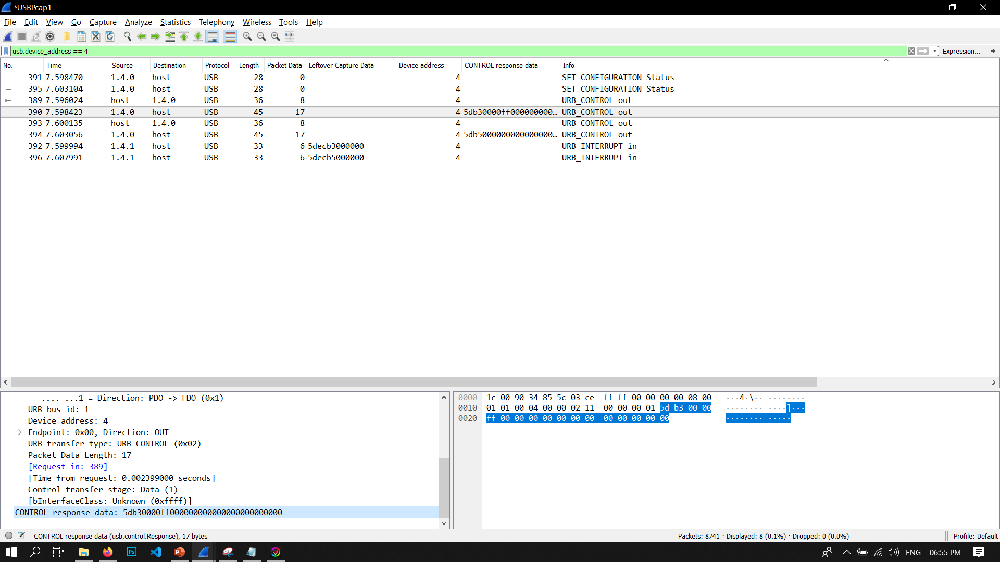 *USBPcap1
File Edit View Go Capture Analyze Statistics Telephony Wireless Tools Help
usb.device_address == 4 Expression... +
No. Time Source Destination Protocol Length Packet Data Leftover Capture Data Device address CONTROL response data Info
391 7.598470 1.4.0 host USB 28 0 4 SET CONFIGURATION Status
395 7.603104 1.4.0 host USB 28 0 4 SET CONFIGURATION Status
389 7.596024 host 1.4.0 USB 36 8 4 URB_CONTROL out
390 7.598423 1.4.0 host USB 45 17 4 5db30000ff000000000… URB_CONTROL out
393 7.600135 host 1.4.0 USB 36 8 4 URB_CONTROL out
394 7.603056 1.4.0 host USB 45 17 4 5db5000000000000000… URB_CONTROL out
392 7.599994 1.4.1 host USB 33 6 5decb3000000 4 URB_INTERRUPT in
396 7.607991 1.4.1 host USB 33 6 5decb5000000 4 URB_INTERRUPT in
.... ...1 = Direction: PDO -> FDO (0x1)
URB bus id: 1
Device address: 4
Endpoint: 0x00, Direction: OUT
URB transfer type: URB_CONTROL (0x02)
Packet Data Length: 17
[Request in: 389]
[Time from request: 0.002399000 seconds]
Control transfer stage: Data (1)
[bInterfaceClass: Unknown (0xffff)]
CONTROL response data: 5db30000ff000000000000000000000000
0000 1c 00 90 34 85 5c 03 ce ff ff 00 00 00 00 08 00 ···4·\·· ········
0010 01 01 00 04 00 00 02 11 00 00 00 01 5d b3 00 00 ········ ····]···
0020 ff 00 00 00 00 00 00 00 00 00 00 00 00 ········ ·····
CONTROL response data (usb.control.Response), 17 bytes
Packets: 8741 · Displayed: 8 (0.1%) · Dropped: 0 (0.0%)
Profile: Default
Ps
ENG 06:55 PM